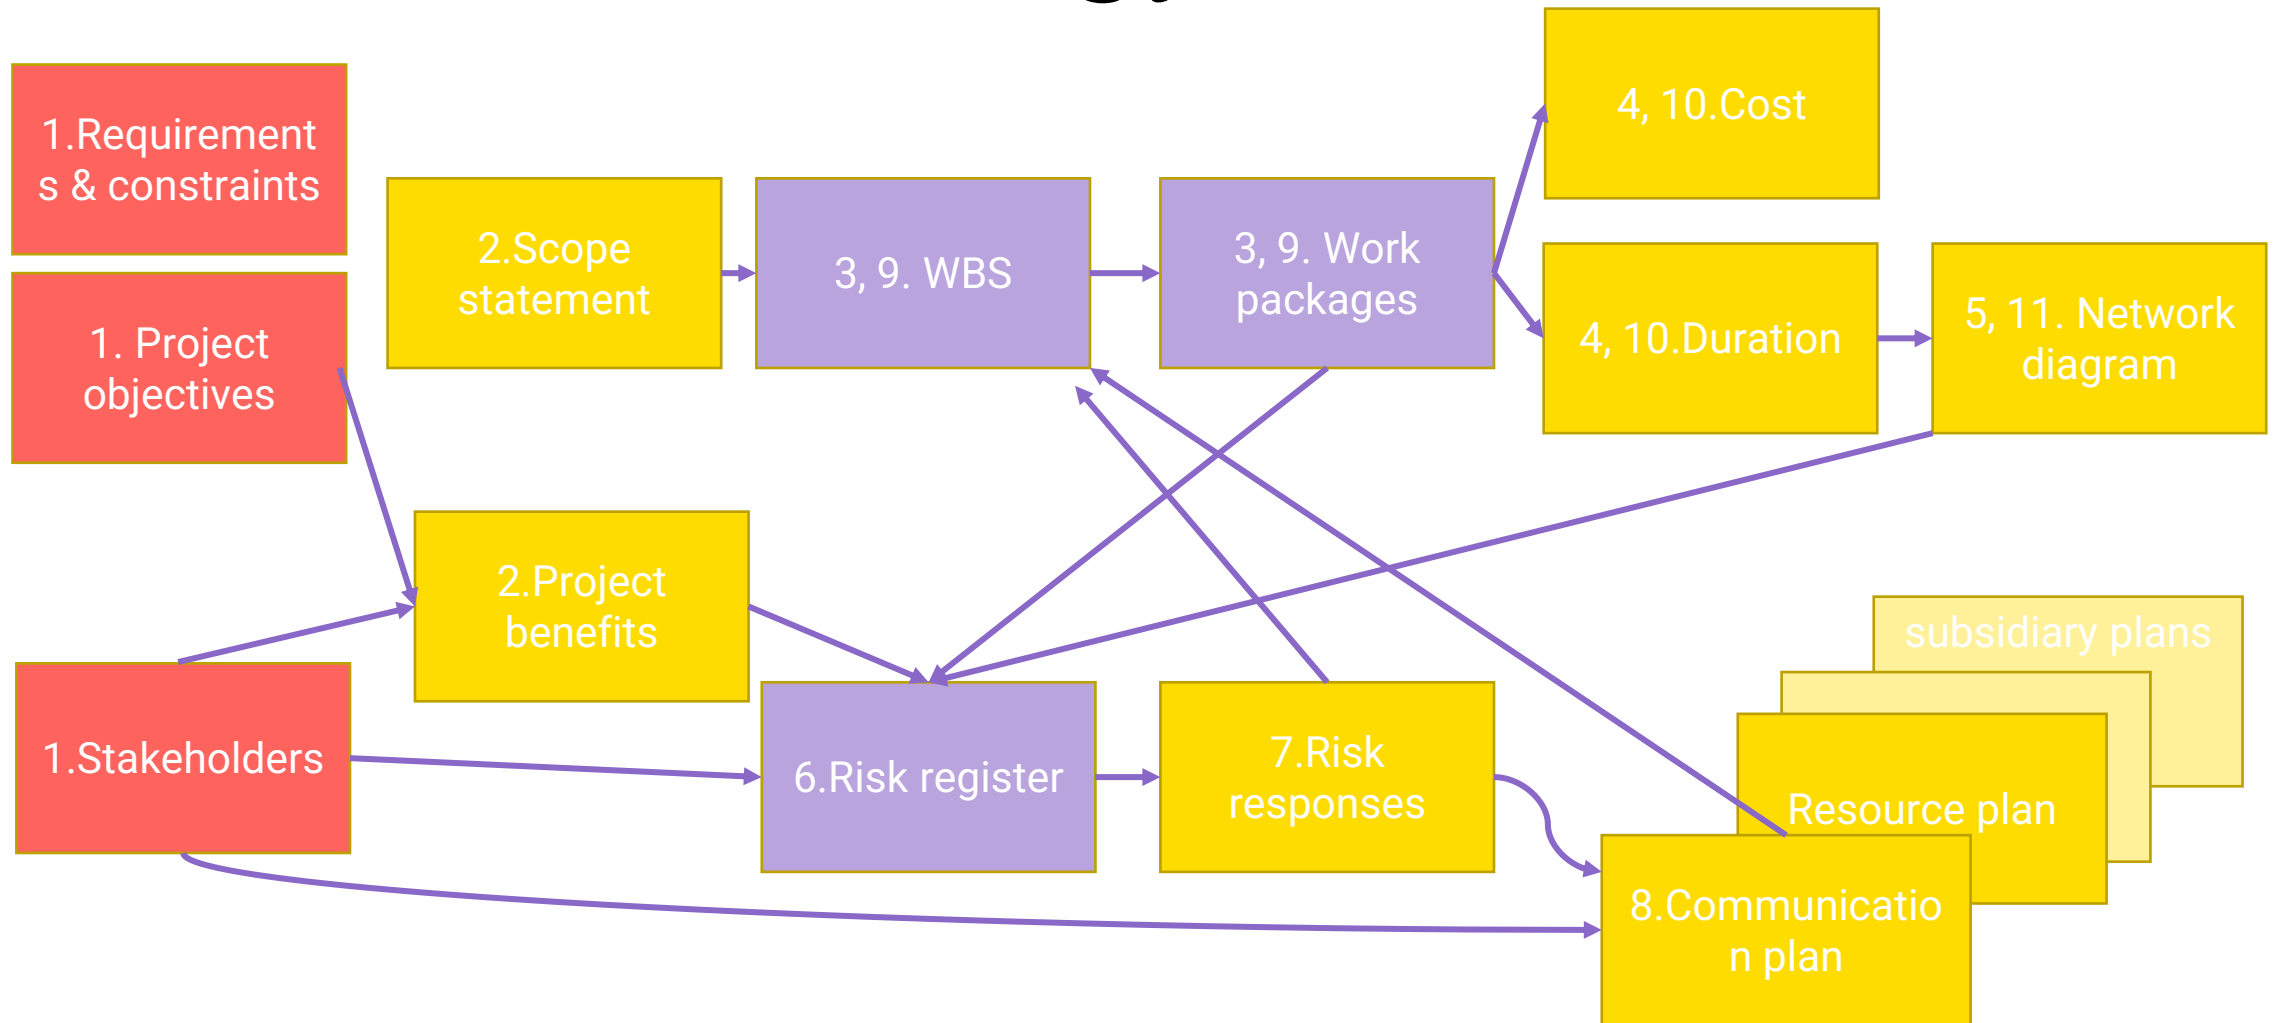 1.Requirement
s & constraints
1. Project
objectives
1.Stakeholders
2.Scope
statement
2.Project
benefits
3, 9. WBS
3, 9. Work
packages
4, 10.Cost
4, 10.Duration
5, 11. Network
diagram
6.Risk register
7.Risk
responses
subsidiary plans
Resource plan
8.Communicatio
n plan